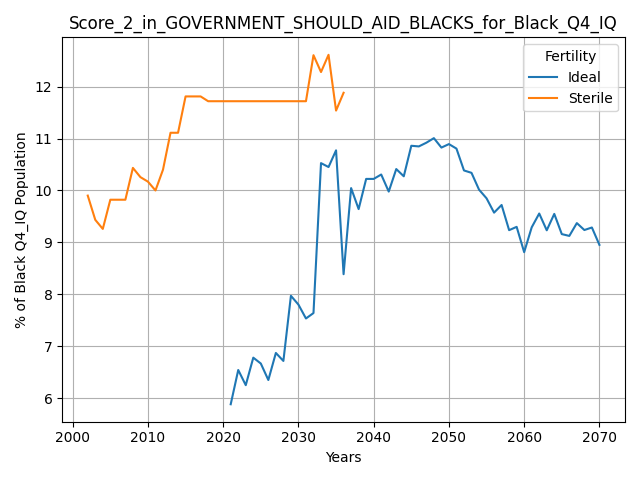 Score_2_in_GOVERNMENT_SHOULD_AID_BLACKS_for_Black_Q4_IQ
Fertility
Ideal
Sterile
% of Black Q4_IQ Population
12
11
10
9
8
7
6
2000 2010 2020 2030 2040 2050 2060 2070
Years